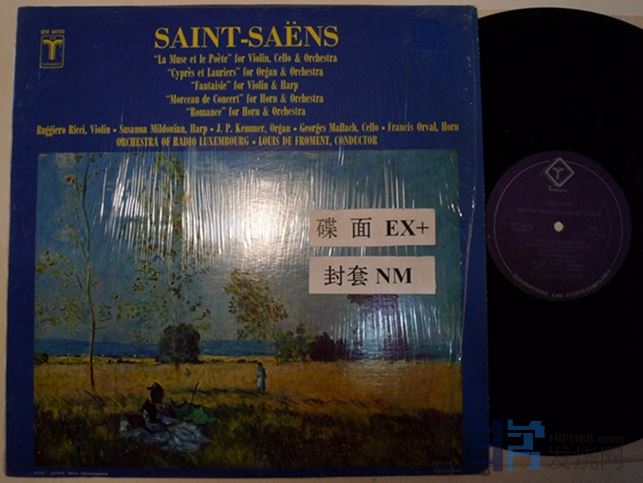 SAINT-SAËNS
"La Muse et le Poète" for Violin, Cello & Orchestra
"Cyprès et Lauriers" for Organ & Orchestra
"Fantaisie" for Violin & Harp
"Morceau de Concert" for Horn & Orchestra
"Romance" for Horn & Orchestra
Ruggiero Ricci, Violin • Susanna Mildonian, Harp • J. P. Kemmer, Organ • Georges Mallach, Cello • Francis Orval, Horn
ORCHESTRA OF RADIO LUXEMBOURG • LOUIS DE FROMENT, CONDUCTOR
碟面 EX+
封套 NM
HIFI168.com
发烧网